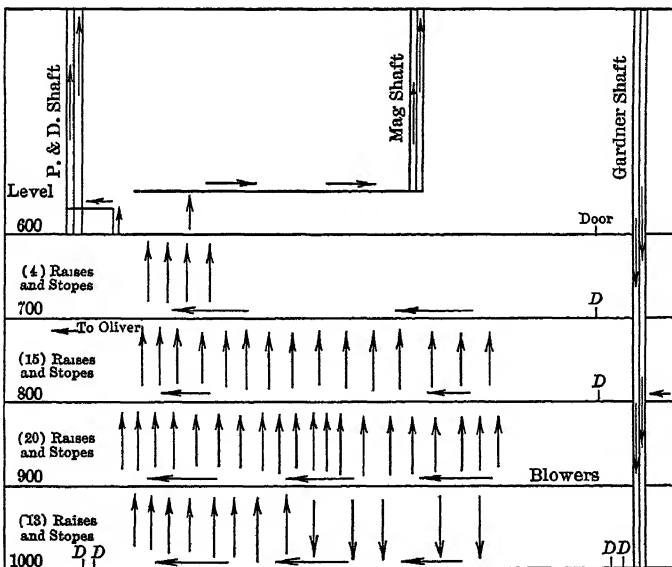 P. & D. Shaft
Mag Shaft
Gardner Shaft
Level
600
Door
(4) Raises
and Stopes
700
D
To Oliver
(15) Raises
and Stopes
800
D
(20) Raises
and Stopes
900
Blowers
(13) Raises
and Stopes
1000
D D
D D